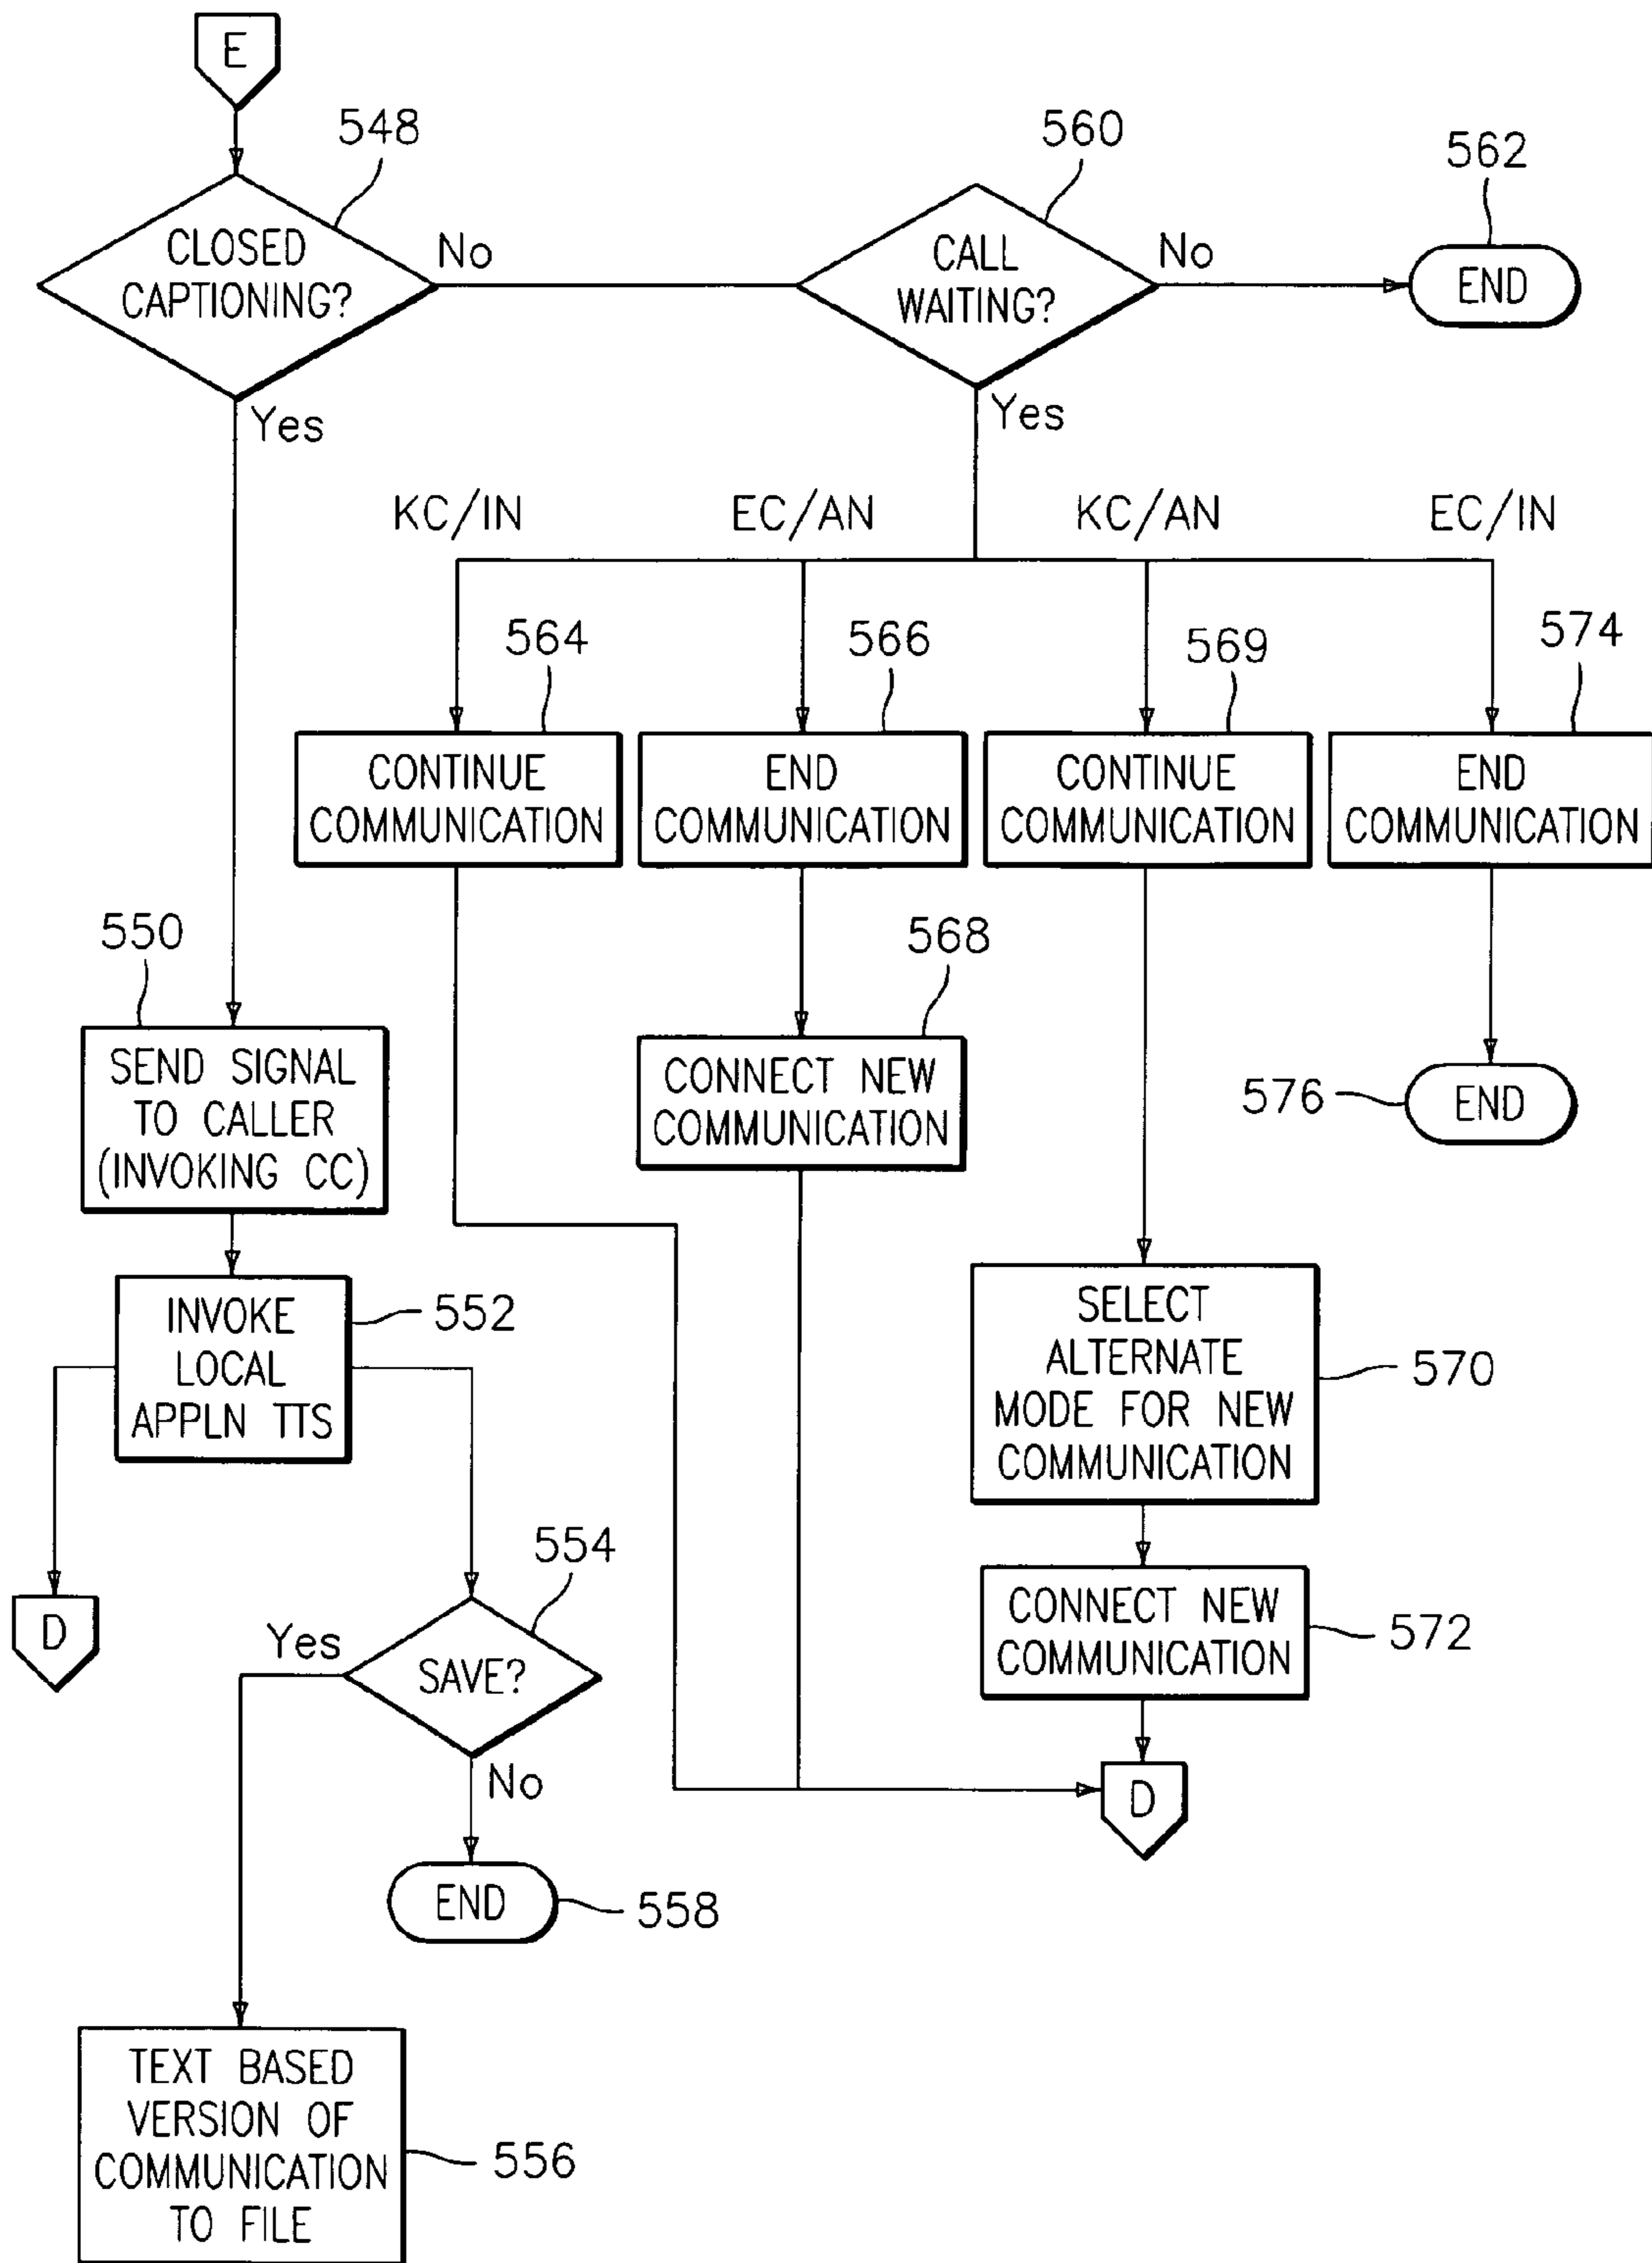 E
548
560
562
CLOSED
CAPTIONING?
No
CALL
WAITING?
No
END
Yes
Yes
KC/IN
EC/AN
KC/AN
EC/IN
564
566
569
574
CONTINUE
COMMUNICATION
END
COMMUNICATION
CONTINUE
COMMUNICATION
END
COMMUNICATION
550
568
SEND SIGNAL
TO CALLER
(INVOKING CC)
CONNECT NEW
COMMUNICATION
576
END
INVOKE
LOCAL
APPLN TTS
552
SELECT
ALTERNATE
MODE FOR NEW
COMMUNICATION
570
554
D
Yes
SAVE?
No
CONNECT NEW
COMMUNICATION
572
D
END
558
TEXT BASED
VERSION OF
COMMUNICATION
TO FILE
556